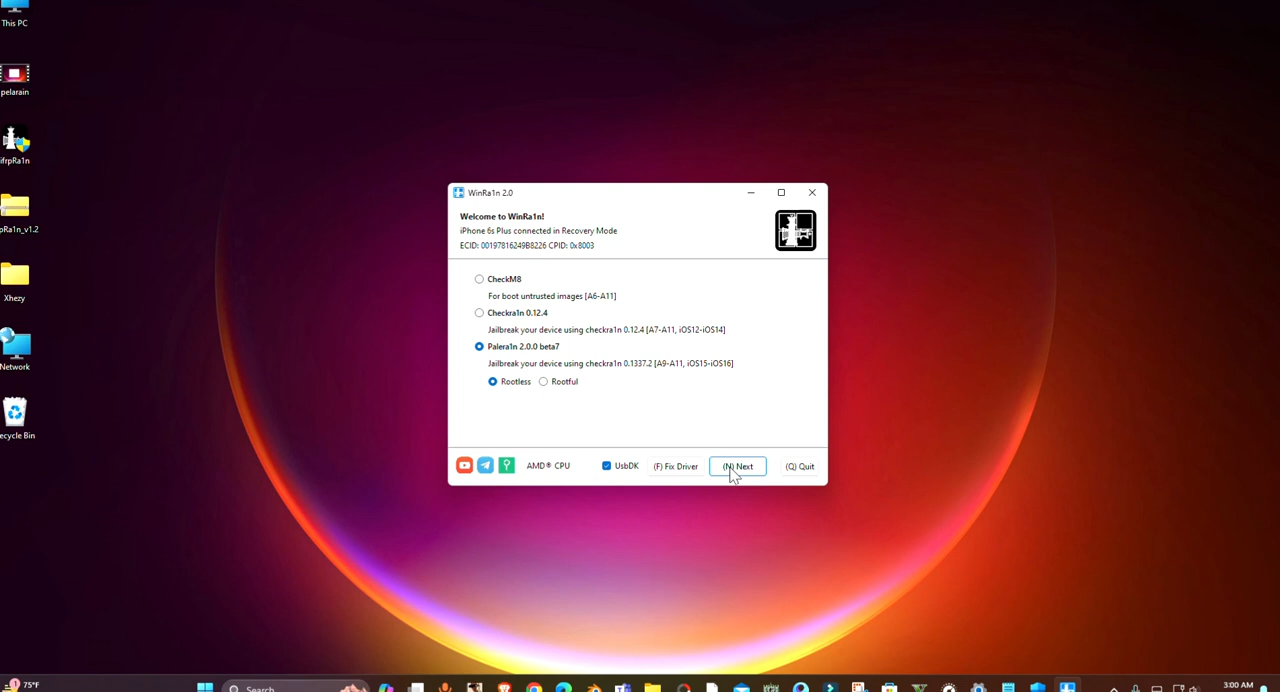 This PC
pelarain
ifrpRa1n
pRa1n_v1.2
Xhezy
Network
ecycle Bin
WinRa1n 2.0
Welcome to WinRa1n!
iPhone 6s Plus connected in Recovery Mode
ECID: 00197816249B8226 CPID: 0x8003
CheckM8
For boot untrusted images [A6-A11]
Checkra1n 0.12.4
Jailbreak your device using checkra1n 0.12.4 [A7-A11, iOS12-iOS14]
Palera1n 2.0.0 beta7
Jailbreak your device using checkra1n 0.1337.2 [A9-A11, iOS15-iOS16]
Rootless Rootful
AMD® CPU UsbDK (F) Fix Driver (N) Next (Q) Quit
1 75°F Search 3:00 AM